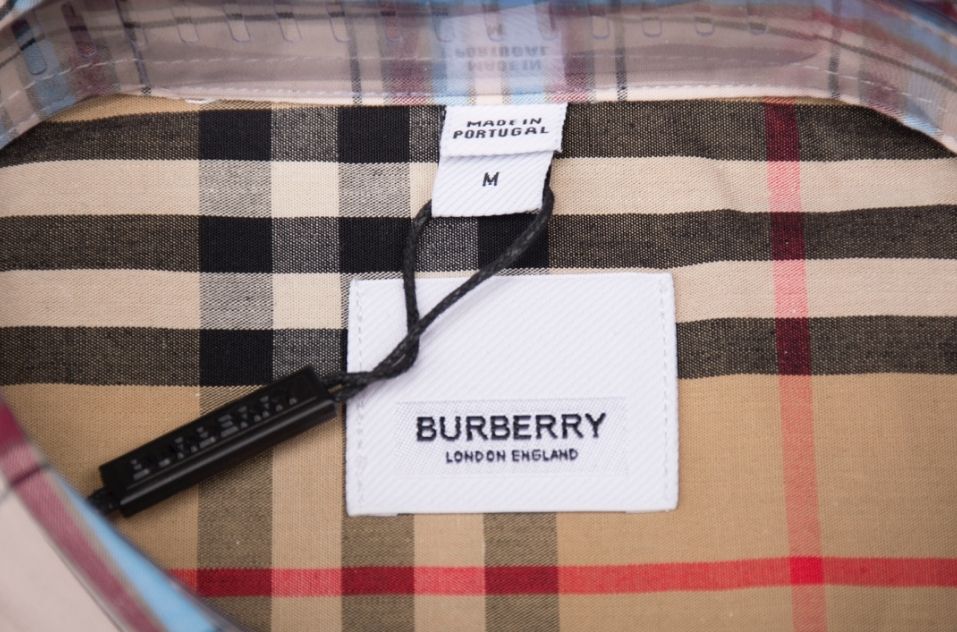 MADE IN
PORTUGAL
M
BURBERRY
LONDON ENGLAND